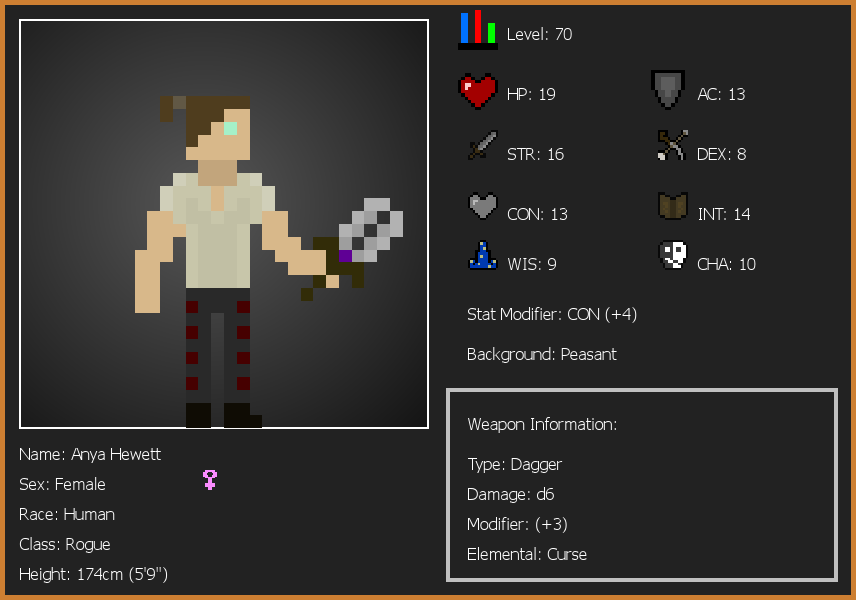 Level: 70
HP: 19
AC: 13
STR: 16
DEX: 8
CON: 13
INT: 14
WIS: 9
CHA: 10
Stat Modifier: CON (+4)
Background: Peasant
Weapon Information:
Type: Dagger
Damage: d6
Modifier: (+3)
Elemental: Curse
Name: Anya Hewett
Sex: Female
Race: Human
Class: Rogue
Height: 174cm (5'9")